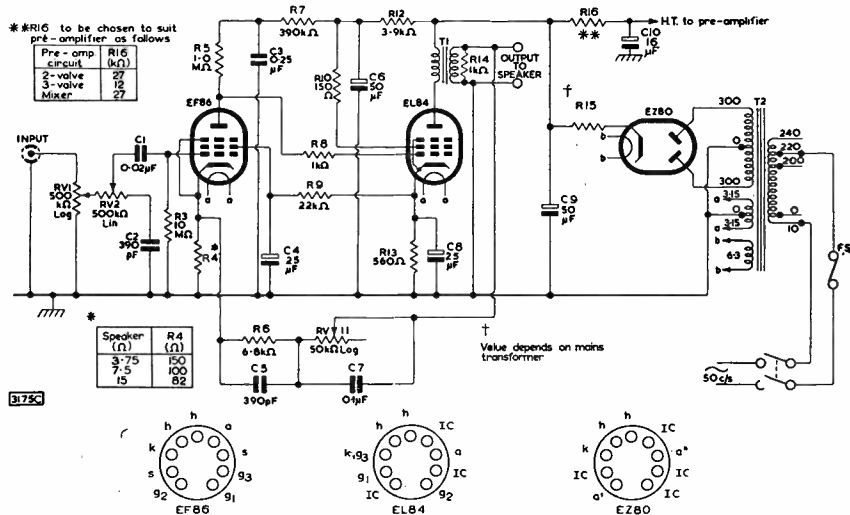 **R16 to be chosen to suit
pré-amplifier as follows
Pre-amp. circuit R16 (kΩ)
2-valve 27
3-valve 12
Mixer 27
R7
390kΩ
R12
3·9kΩ
R16
**
H.T. to pre-amplifier
C10
16
μF
R5
1·0
MΩ
C3
0·25
μF
R10
150
Ω
C6
50
μF
T1
R14
1kΩ
OUTPUT
TO
SPEAKER
†
R15
EZ80
b
b
300
0
300
T2
240
220
200
0
10
a 3·15
0
3·15
a
b
6·3
b
EF86
EL84
INPUT
C1
0·02μF
RV1
500
kΩ
Log
RV2
500kΩ
Lin
C2
390
pF
R3
10
MΩ
R8
1kΩ
R9
22kΩ
a a
a a
*
R4
C4
25
μF
R13
560Ω
C8
25
μF
C9
50
μF
*
Speaker (Ω) R4 (Ω)
3·75 150
7·5 100
15 82
R6
6·8kΩ
RV 11
50kΩ Log
C5
390pF
C7
† Value depends on mains
transformer
50c/s
3175C
h h a k s s g3 g2 g1
EF86
h h IC k,g3 a g1 IC IC g2
EL84
h h IC k a" IC IC a' IC
EZ80